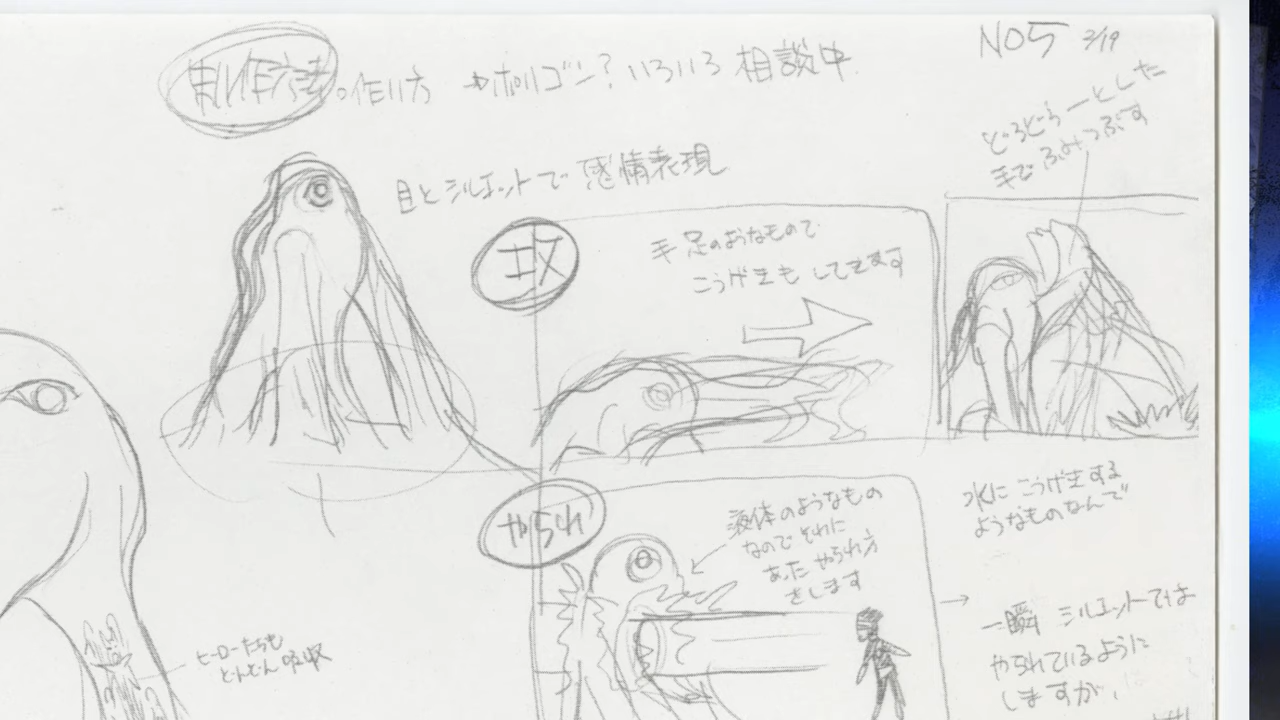 NO5 2/19
制作方法 ○作り方 →ポリゴン?いろいろ相談中
どろどろーとした
手でふみつぶす
目とシルエットで感情表現
攻
手足のようなもので
こうげきもしてきます
やられ
液体のようなもの
なのでそれに
あったやられ方
をします
水にこうげきする
ようなものなんで
→
一瞬シルエットでは
やられているように
しますが、
ヒーローたちも
どんどん吸収